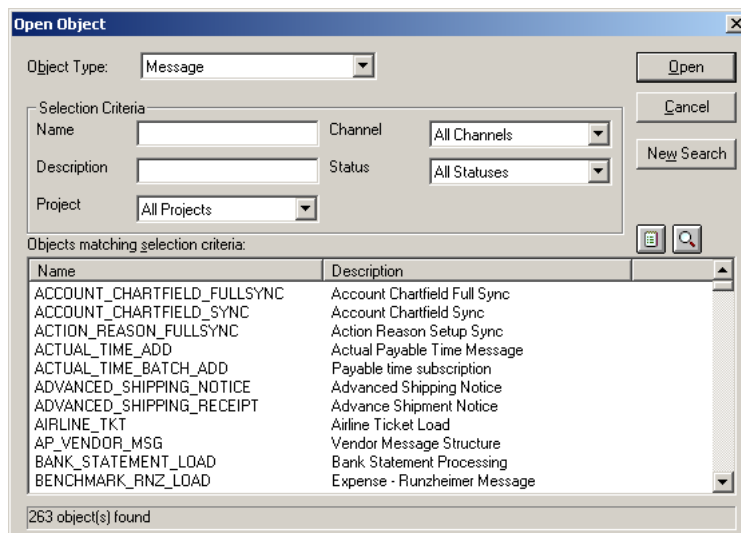 Open Object
Object Type: Message Open
Selection Criteria Cancel
Name Channel All Channels
New Search
Description Status All Statuses
Project All Projects
Objects matching selection criteria:
Name Description
ACCOUNT_CHARTFIELD_FULLSYNC Account Chartfield Full Sync
ACCOUNT_CHARTFIELD_SYNC Account Chartfield Sync
ACTION_REASON_FULLSYNC Action Reason Setup Sync
ACTUAL_TIME_ADD Actual Payable Time Message
ACTUAL_TIME_BATCH_ADD Payable time subscription
ADVANCED_SHIPPING_NOTICE Advanced Shipping Notice
ADVANCED_SHIPPING_RECEIPT Advance Shipment Notice
AIRLINE_TKT Airline Ticket Load
AP_VENDOR_MSG Vendor Message Structure
BANK_STATEMENT_LOAD Bank Statement Processing
BENCHMARK_RNZ_LOAD Expense - Runzheimer Message
263 object(s) found